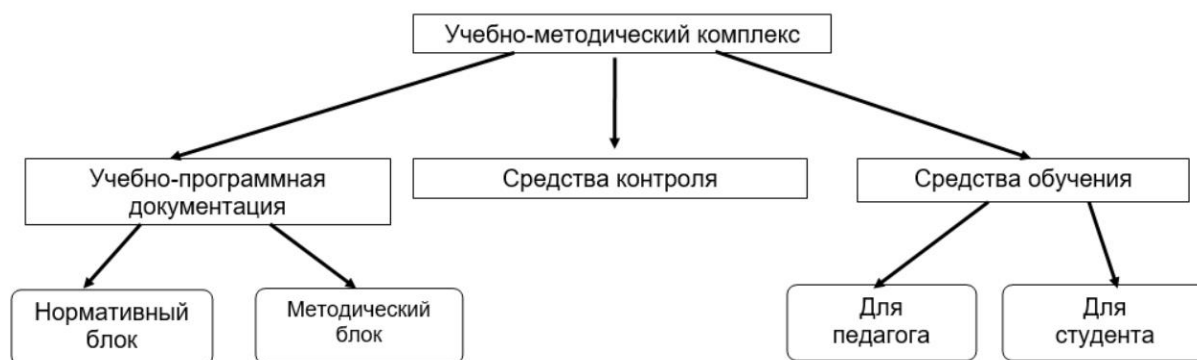 Учебно-методический комплекс
Учебно-программная
документация
Средства контроля
Средства обучения
Нормативный
блок
Методический
блок
Для
педагога
Для
студента